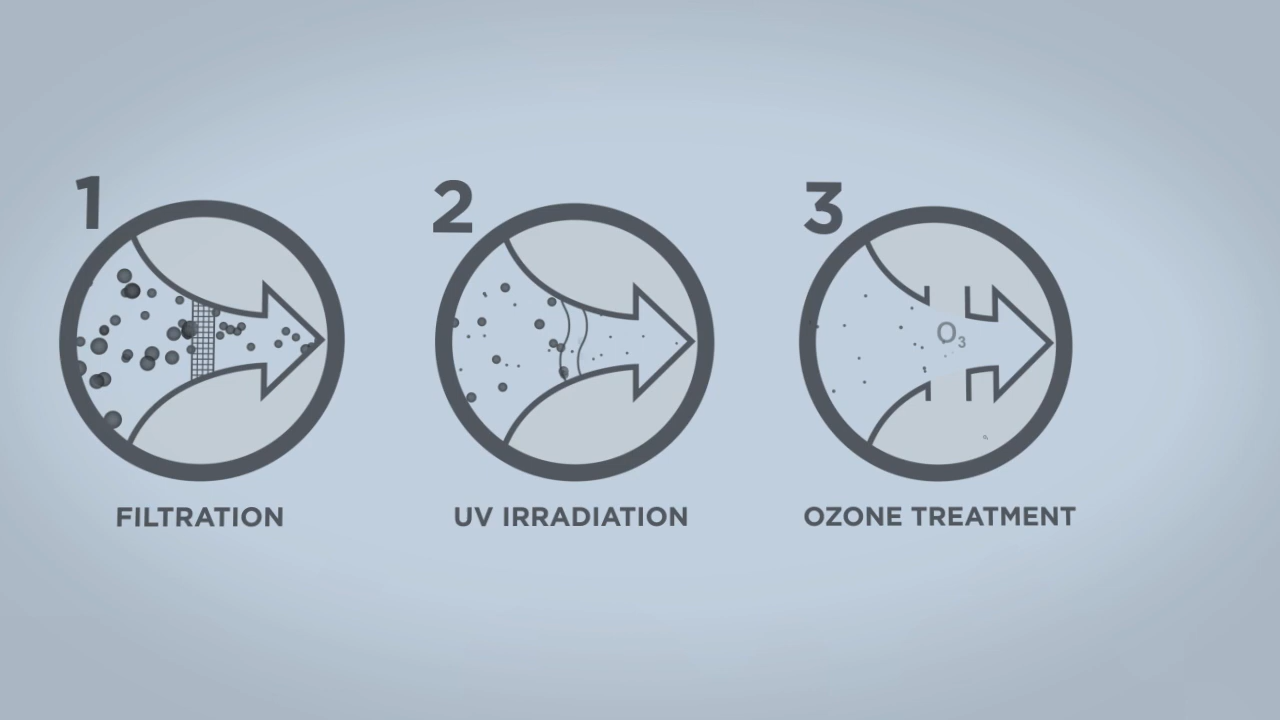 1
2
3
O₃
FILTRATION
UV IRRADIATION
OZONE TREATMENT